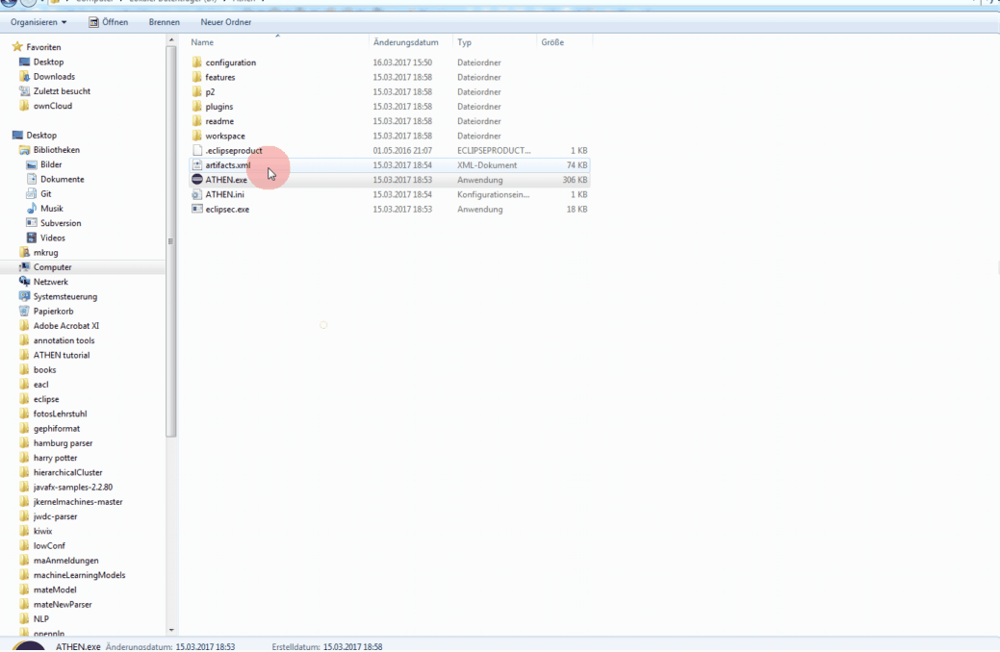 Computer ▸ Lokaler Datenträger (D:) ▸ Athen ▸
Organisieren Öffnen Brennen Neuer Ordner
Name Änderungsdatum Typ Größe
configuration 16.03.2017 15:50 Dateiordner
features 15.03.2017 18:58 Dateiordner
p2 15.03.2017 18:58 Dateiordner
plugins 15.03.2017 18:58 Dateiordner
readme 15.03.2017 18:58 Dateiordner
workspace 15.03.2017 18:58 Dateiordner
.eclipseproduct 01.05.2016 21:07 ECLIPSEPRODUCT... 1 KB
artifacts.xml 15.03.2017 18:54 XML-Dokument 74 KB
ATHEN.exe 15.03.2017 18:53 Anwendung 306 KB
ATHEN.ini 15.03.2017 18:54 Konfigurationsein... 1 KB
eclipsec.exe 15.03.2017 18:53 Anwendung 18 KB
Favoriten
Desktop
Downloads
Zuletzt besucht
ownCloud
Desktop
Bibliotheken
Bilder
Dokumente
Git
Musik
Subversion
Videos
mkrug
Computer
Netzwerk
Systemsteuerung
Papierkorb
Adobe Acrobat XI
annotation tools
ATHEN tutorial
books
eacl
eclipse
fotosLehrstuhl
gephiformat
hamburg parser
harry potter
hierarchicalCluster
javafx-samples-2.2.80
jkernelmachines-master
jwdc-parser
kiwix
lowConf
maAnmeldungen
machineLearningModels
mateModel
mateNewParser
NLP
opennlp
ATHEN.exe Änderungsdatum: 15.03.2017 18:53 Erstelldatum: 15.03.2017 18:58